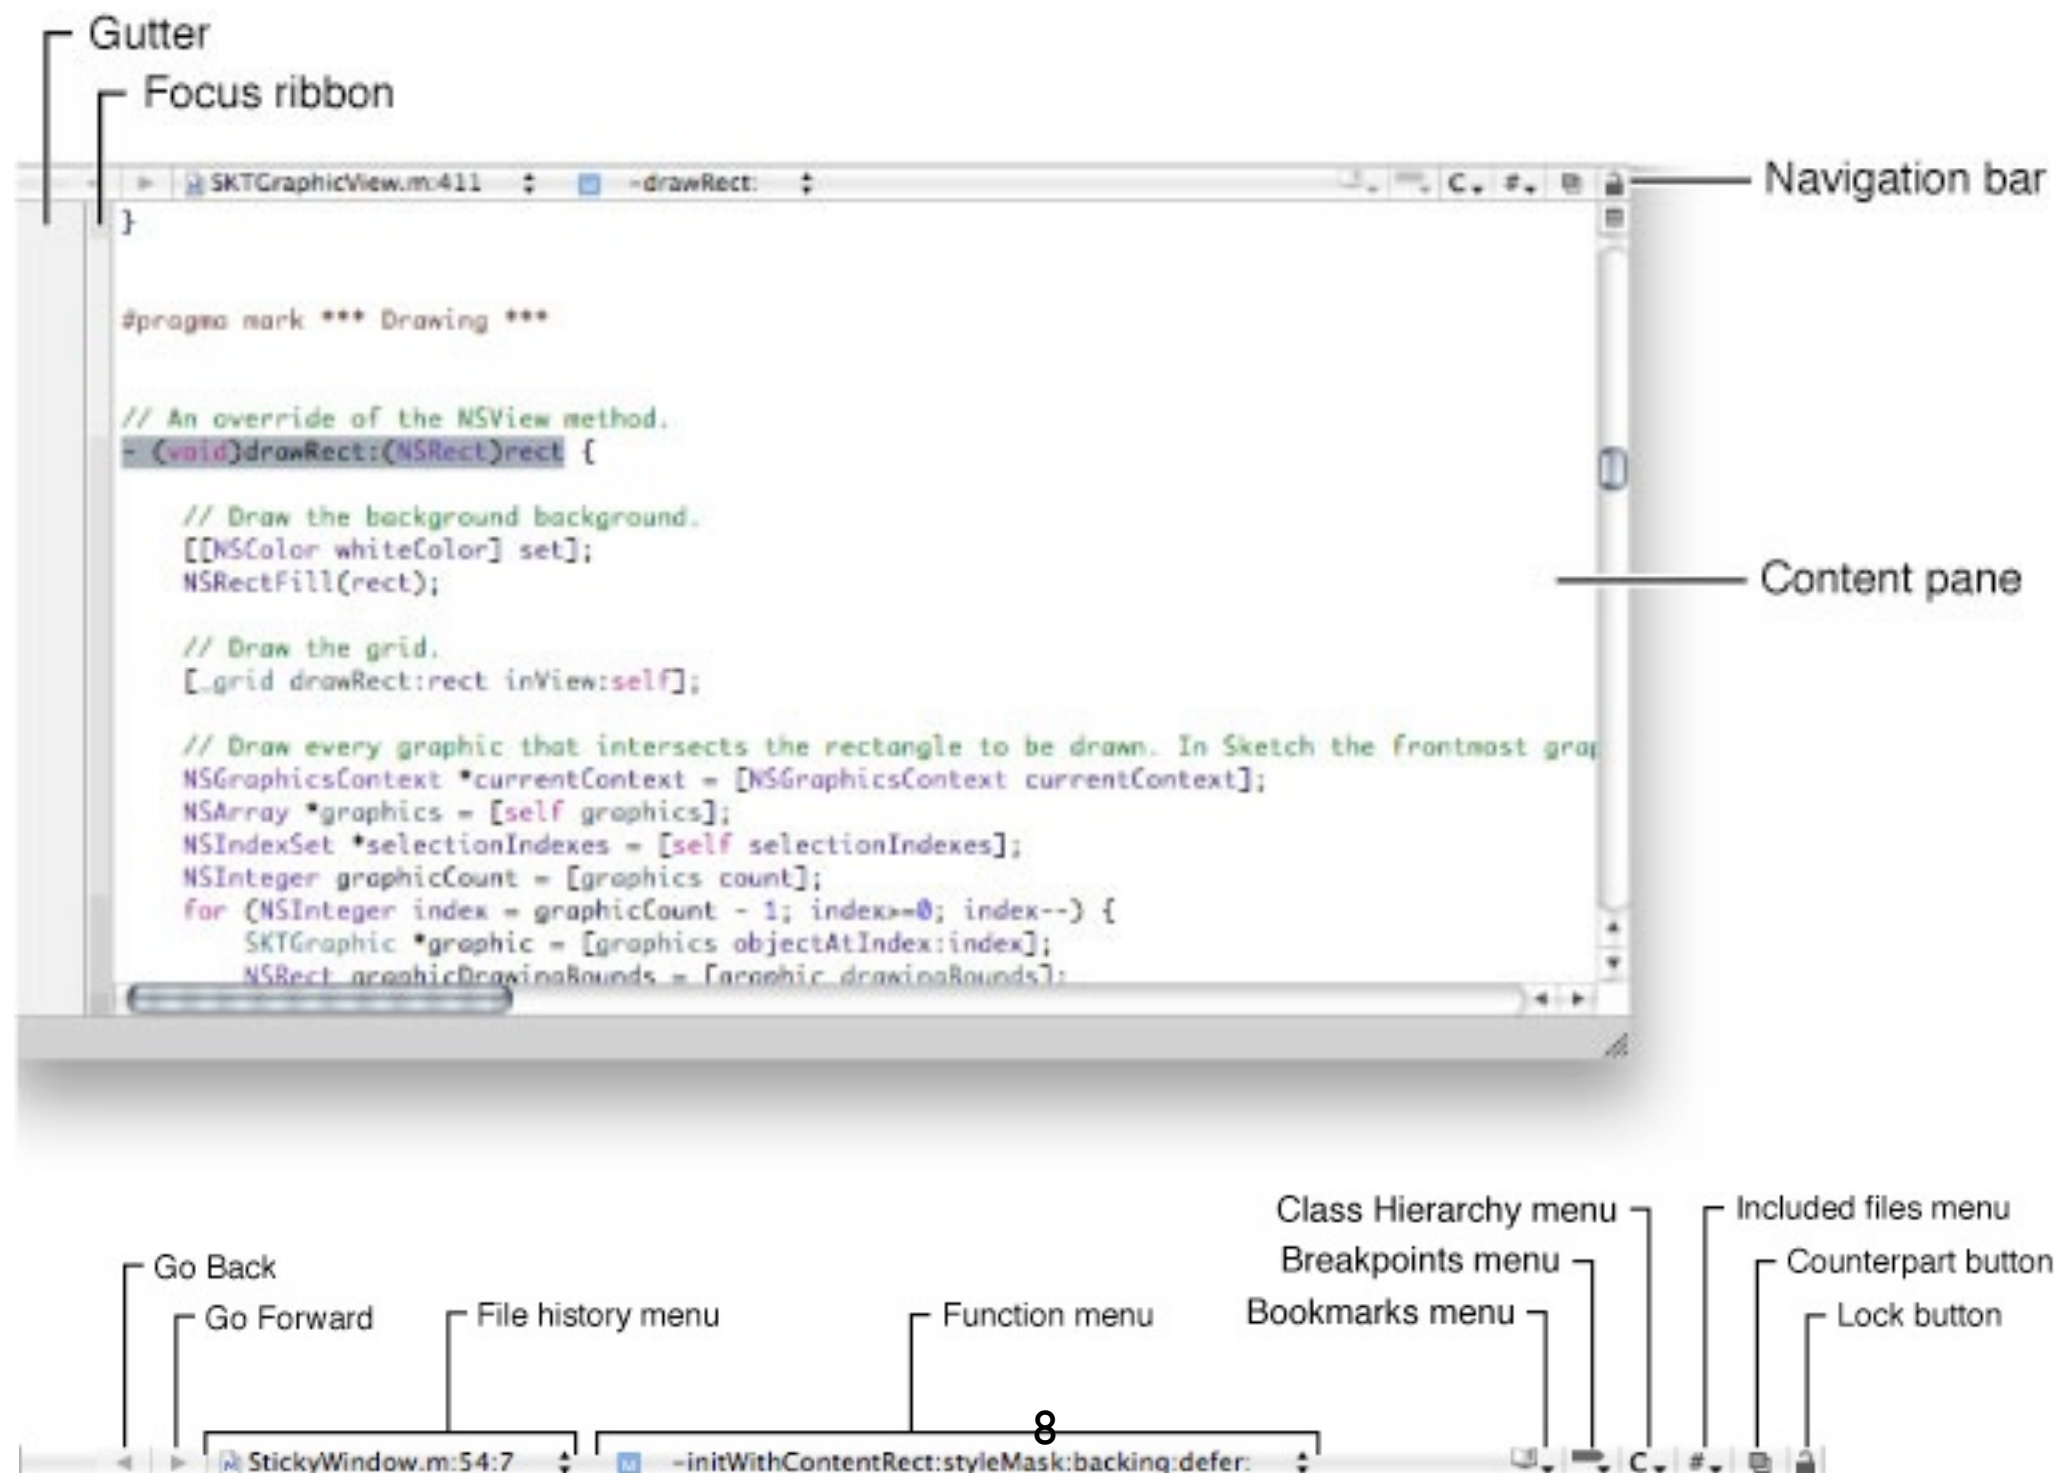 Gutter
Focus ribbon
SKTGraphicView.m:411 -drawRect: C #
Navigation bar
}
#pragma mark *** Drawing ***
// An override of the NSView method.
- (void)drawRect:(NSRect)rect {
// Draw the background background.
[[NSColor whiteColor] set];
NSRectFill(rect);
Content pane
// Draw the grid.
[_grid drawRect:rect inView:self];
// Draw every graphic that intersects the rectangle to be drawn. In Sketch the frontmost grap
NSGraphicsContext *currentContext = [NSGraphicsContext currentContext];
NSArray *graphics = [self graphics];
NSIndexSet *selectionIndexes = [self selectionIndexes];
NSInteger graphicCount = [graphics count];
for (NSInteger index = graphicCount - 1; index>=0; index--) {
SKTGraphic *graphic = [graphics objectAtIndex:index];
NSRect graphicDrawingBounds = [graphic drawingBounds];
Class Hierarchy menu
Included files menu
Breakpoints menu
Counterpart button
Go Back
Go Forward
File history menu
Function menu
Bookmarks menu
Lock button
8
StickyWindow.m:54:7 -initWithContentRect:styleMask:backing:defer: C #